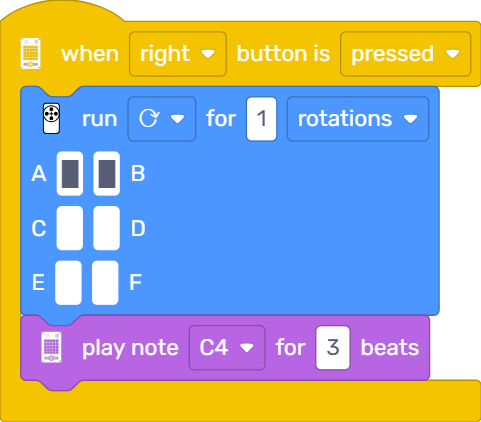 when right button is pressed
run for 1 rotations
A B
C D
E F
play note C4 for 3 beats